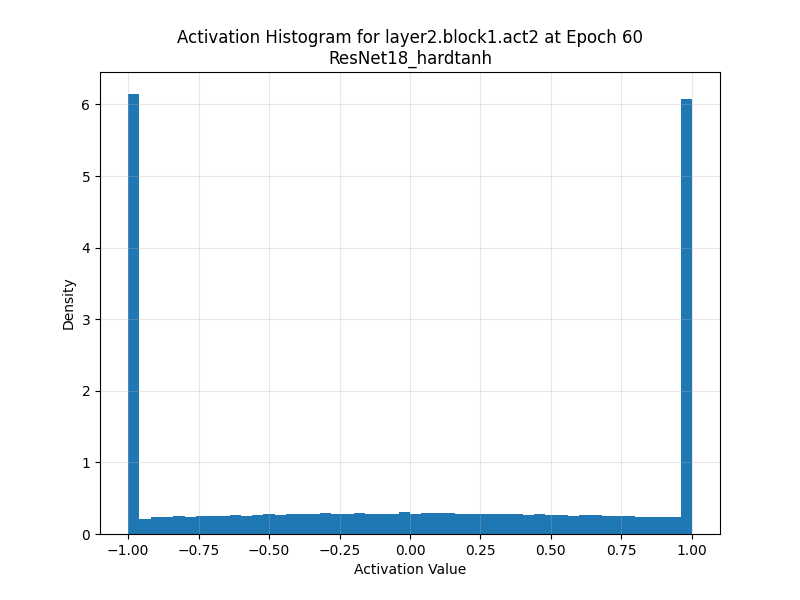 Activation Histogram for layer2.block1.act2 at Epoch 60
ResNet18_hardtanh
6
5
4
3
2
1
0
Density
−1.00 −0.75 −0.50 −0.25 0.00 0.25 0.50 0.75 1.00
Activation Value